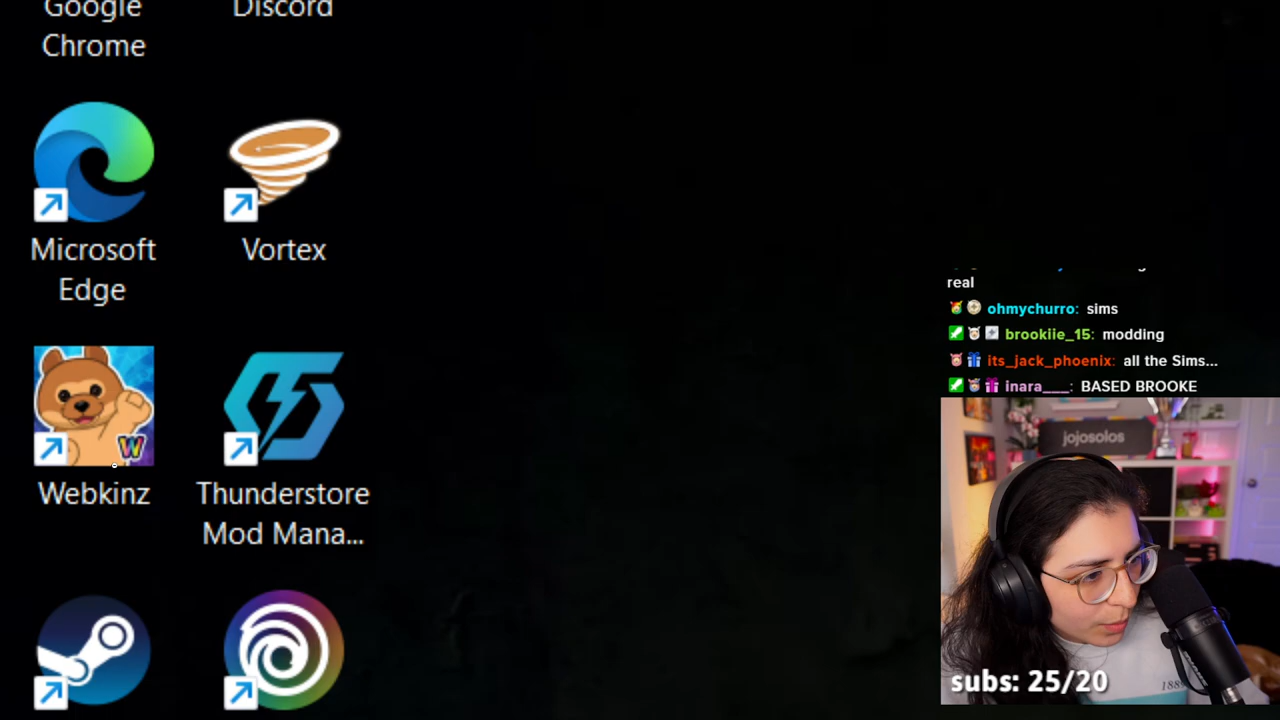 Google
Chrome
Discord
Microsoft
Edge
Vortex
Webkinz
W
Thunderstore
Mod Mana...
real
ohmychurro: sims
brookiie_15: modding
its_jack_phoenix: all the Sims...
inara___: BASED BROOKE
jojosolos
subs: 25/20